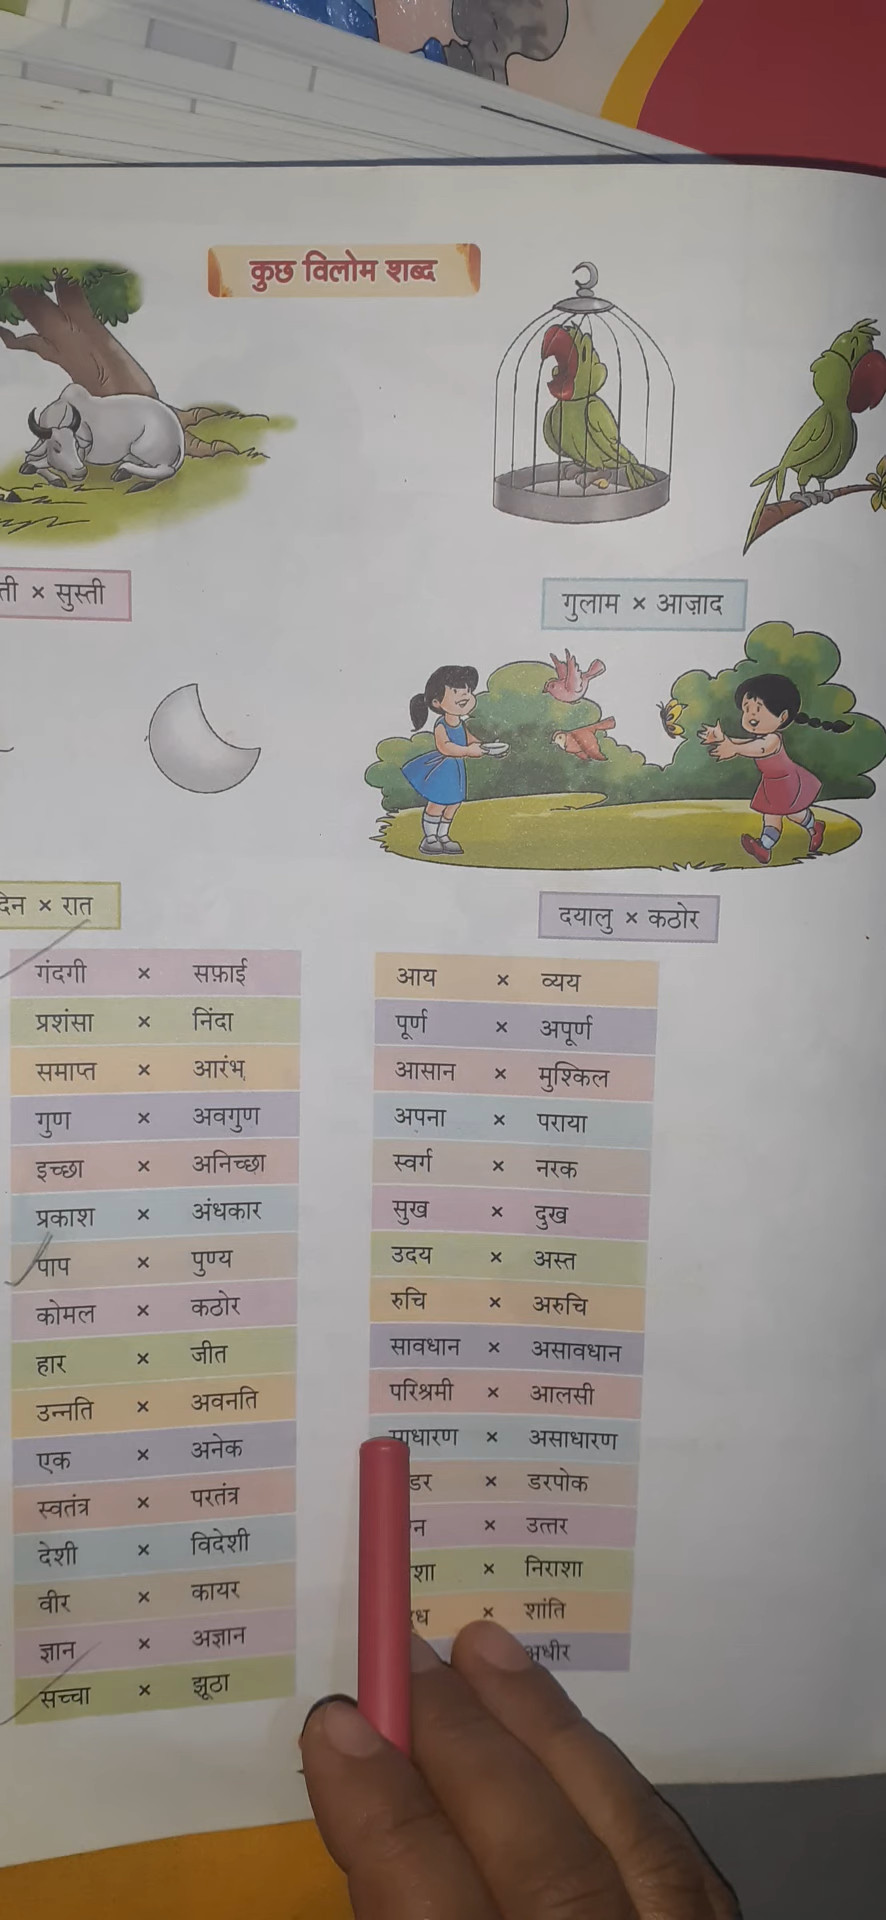 कुछ विलोम शब्द
× सुस्ती
गुलाम × आज़ाद
× रात
दयालु × कठोर
गंदगी × सफ़ाई
प्रशंसा × निंदा
समाप्त × आरंभ
गुण × अवगुण
इच्छा × अनिच्छा
प्रकाश × अंधकार
पाप × पुण्य
कोमल × कठोर
हार × जीत
उन्नति × अवनति
एक × अनेक
स्वतंत्र × परतंत्र
देशी × विदेशी
वीर × कायर
ज्ञान × अज्ञान
सच्चा × झूठा
आय × व्यय
पूर्ण × अपूर्ण
आसान × मुश्किल
अपना × पराया
स्वर्ग × नरक
सुख × दुख
उदय × अस्त
रुचि × अरुचि
सावधान × असावधान
परिश्रमी × आलसी
साधारण × असाधारण
× डरपोक
× उत्तर
× निराशा
× शांति
अधीर